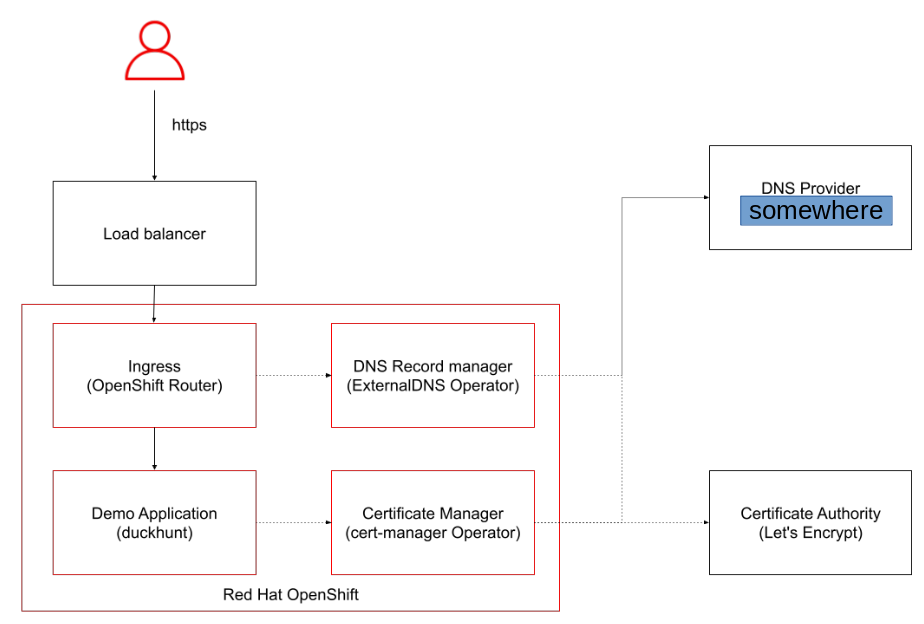 https
Load balancer
DNS Provider
somewhere
Ingress
(OpenShift Router)
DNS Record manager
(ExternalDNS Operator)
Demo Application
(duckhunt)
Certificate Manager
(cert-manager Operator)
Certificate Authority
(Let's Encrypt)
Red Hat OpenShift